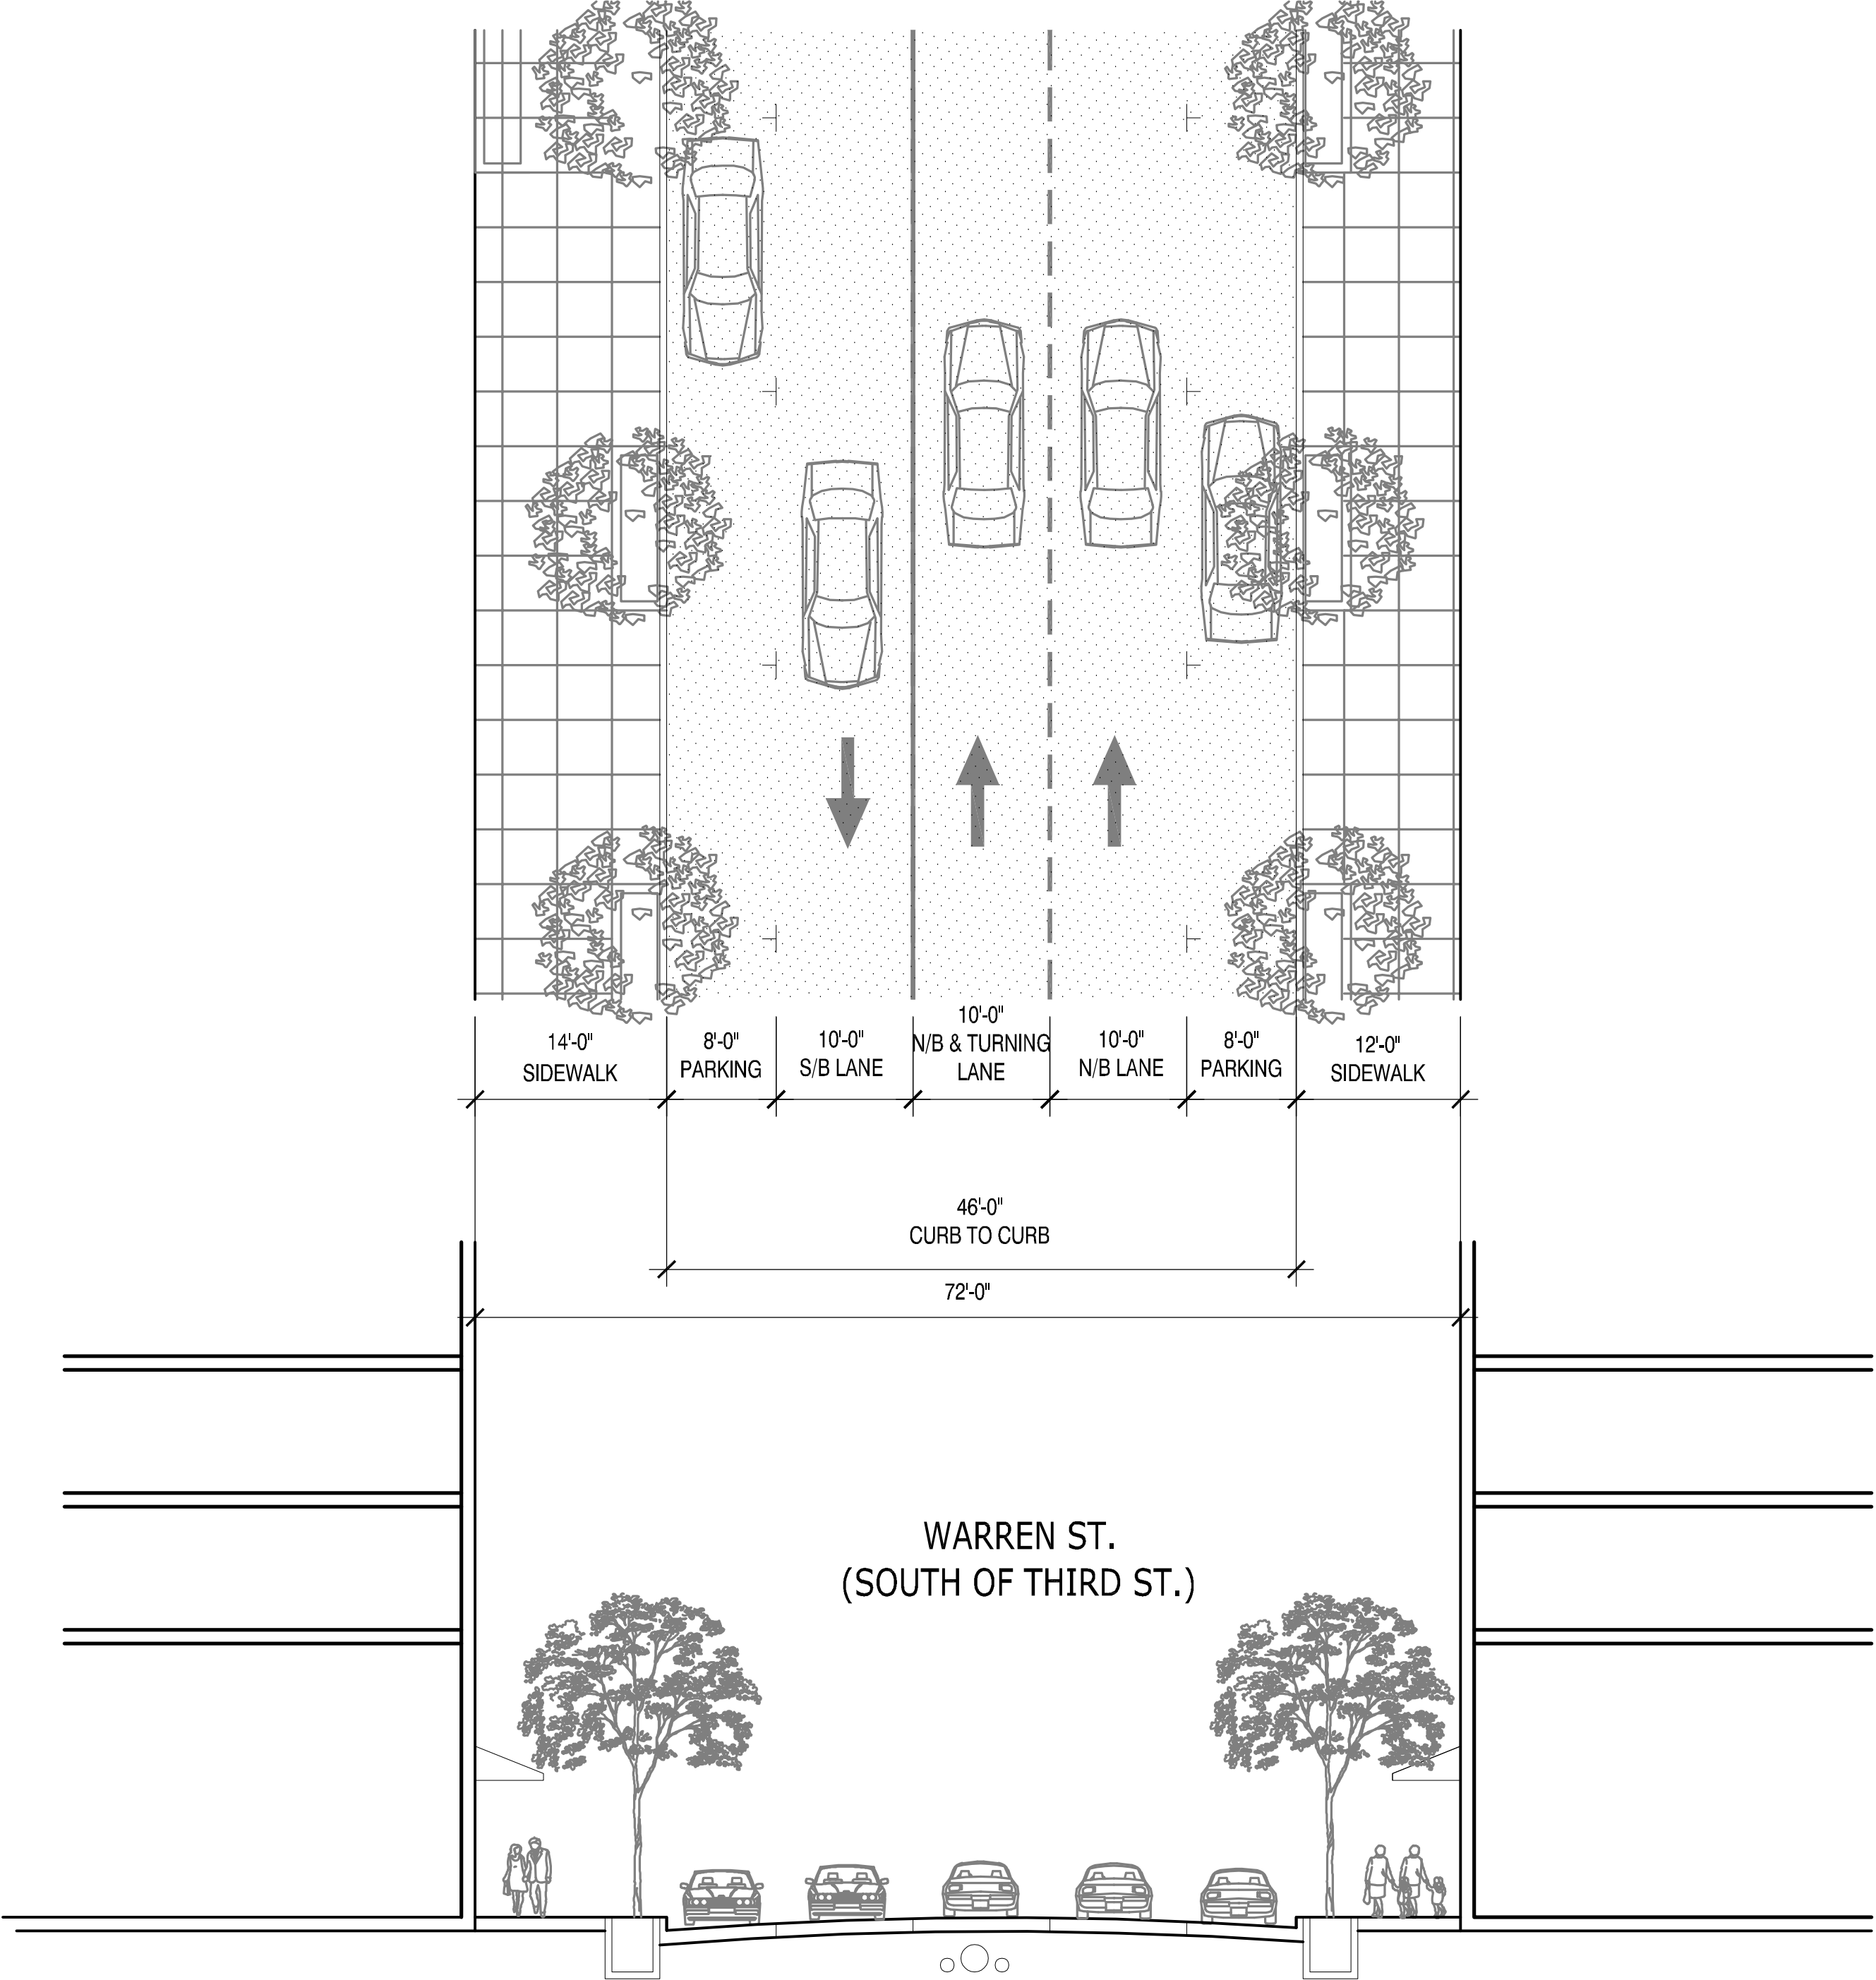 14'-0"
SIDEWALK
8'-0"
PARKING
10'-0"
S/B LANE
10'-0"
N/B & TURNING
LANE
10'-0"
N/B LANE
8'-0"
PARKING
12'-0"
SIDEWALK
46'-0"
CURB TO CURB
72'-0"
WARREN ST.
(SOUTH OF THIRD ST.)